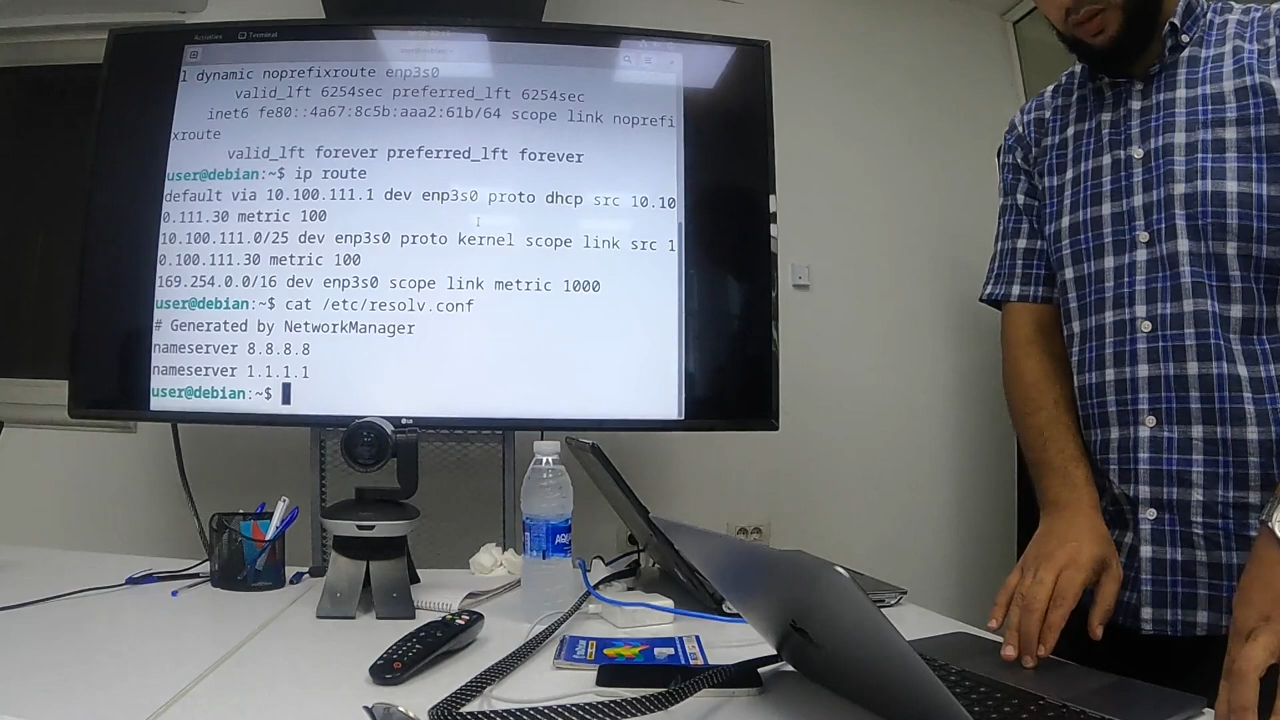 Activities Terminal
user@debian: ~
l dynamic noprefixroute enp3s0
valid_lft 6254sec preferred_lft 6254sec
inet6 fe80::4a67:8c5b:aaa2:61b/64 scope link noprefi
xroute
valid_lft forever preferred_lft forever
user@debian:~$ ip route
default via 10.100.111.1 dev enp3s0 proto dhcp src 10.10
0.111.30 metric 100
10.100.111.0/25 dev enp3s0 proto kernel scope link src 1
0.100.111.30 metric 100
169.254.0.0/16 dev enp3s0 scope link metric 1000
user@debian:~$ cat /etc/resolv.conf
# Generated by NetworkManager
nameserver 8.8.8.8
nameserver 1.1.1.1
user@debian:~$
LG